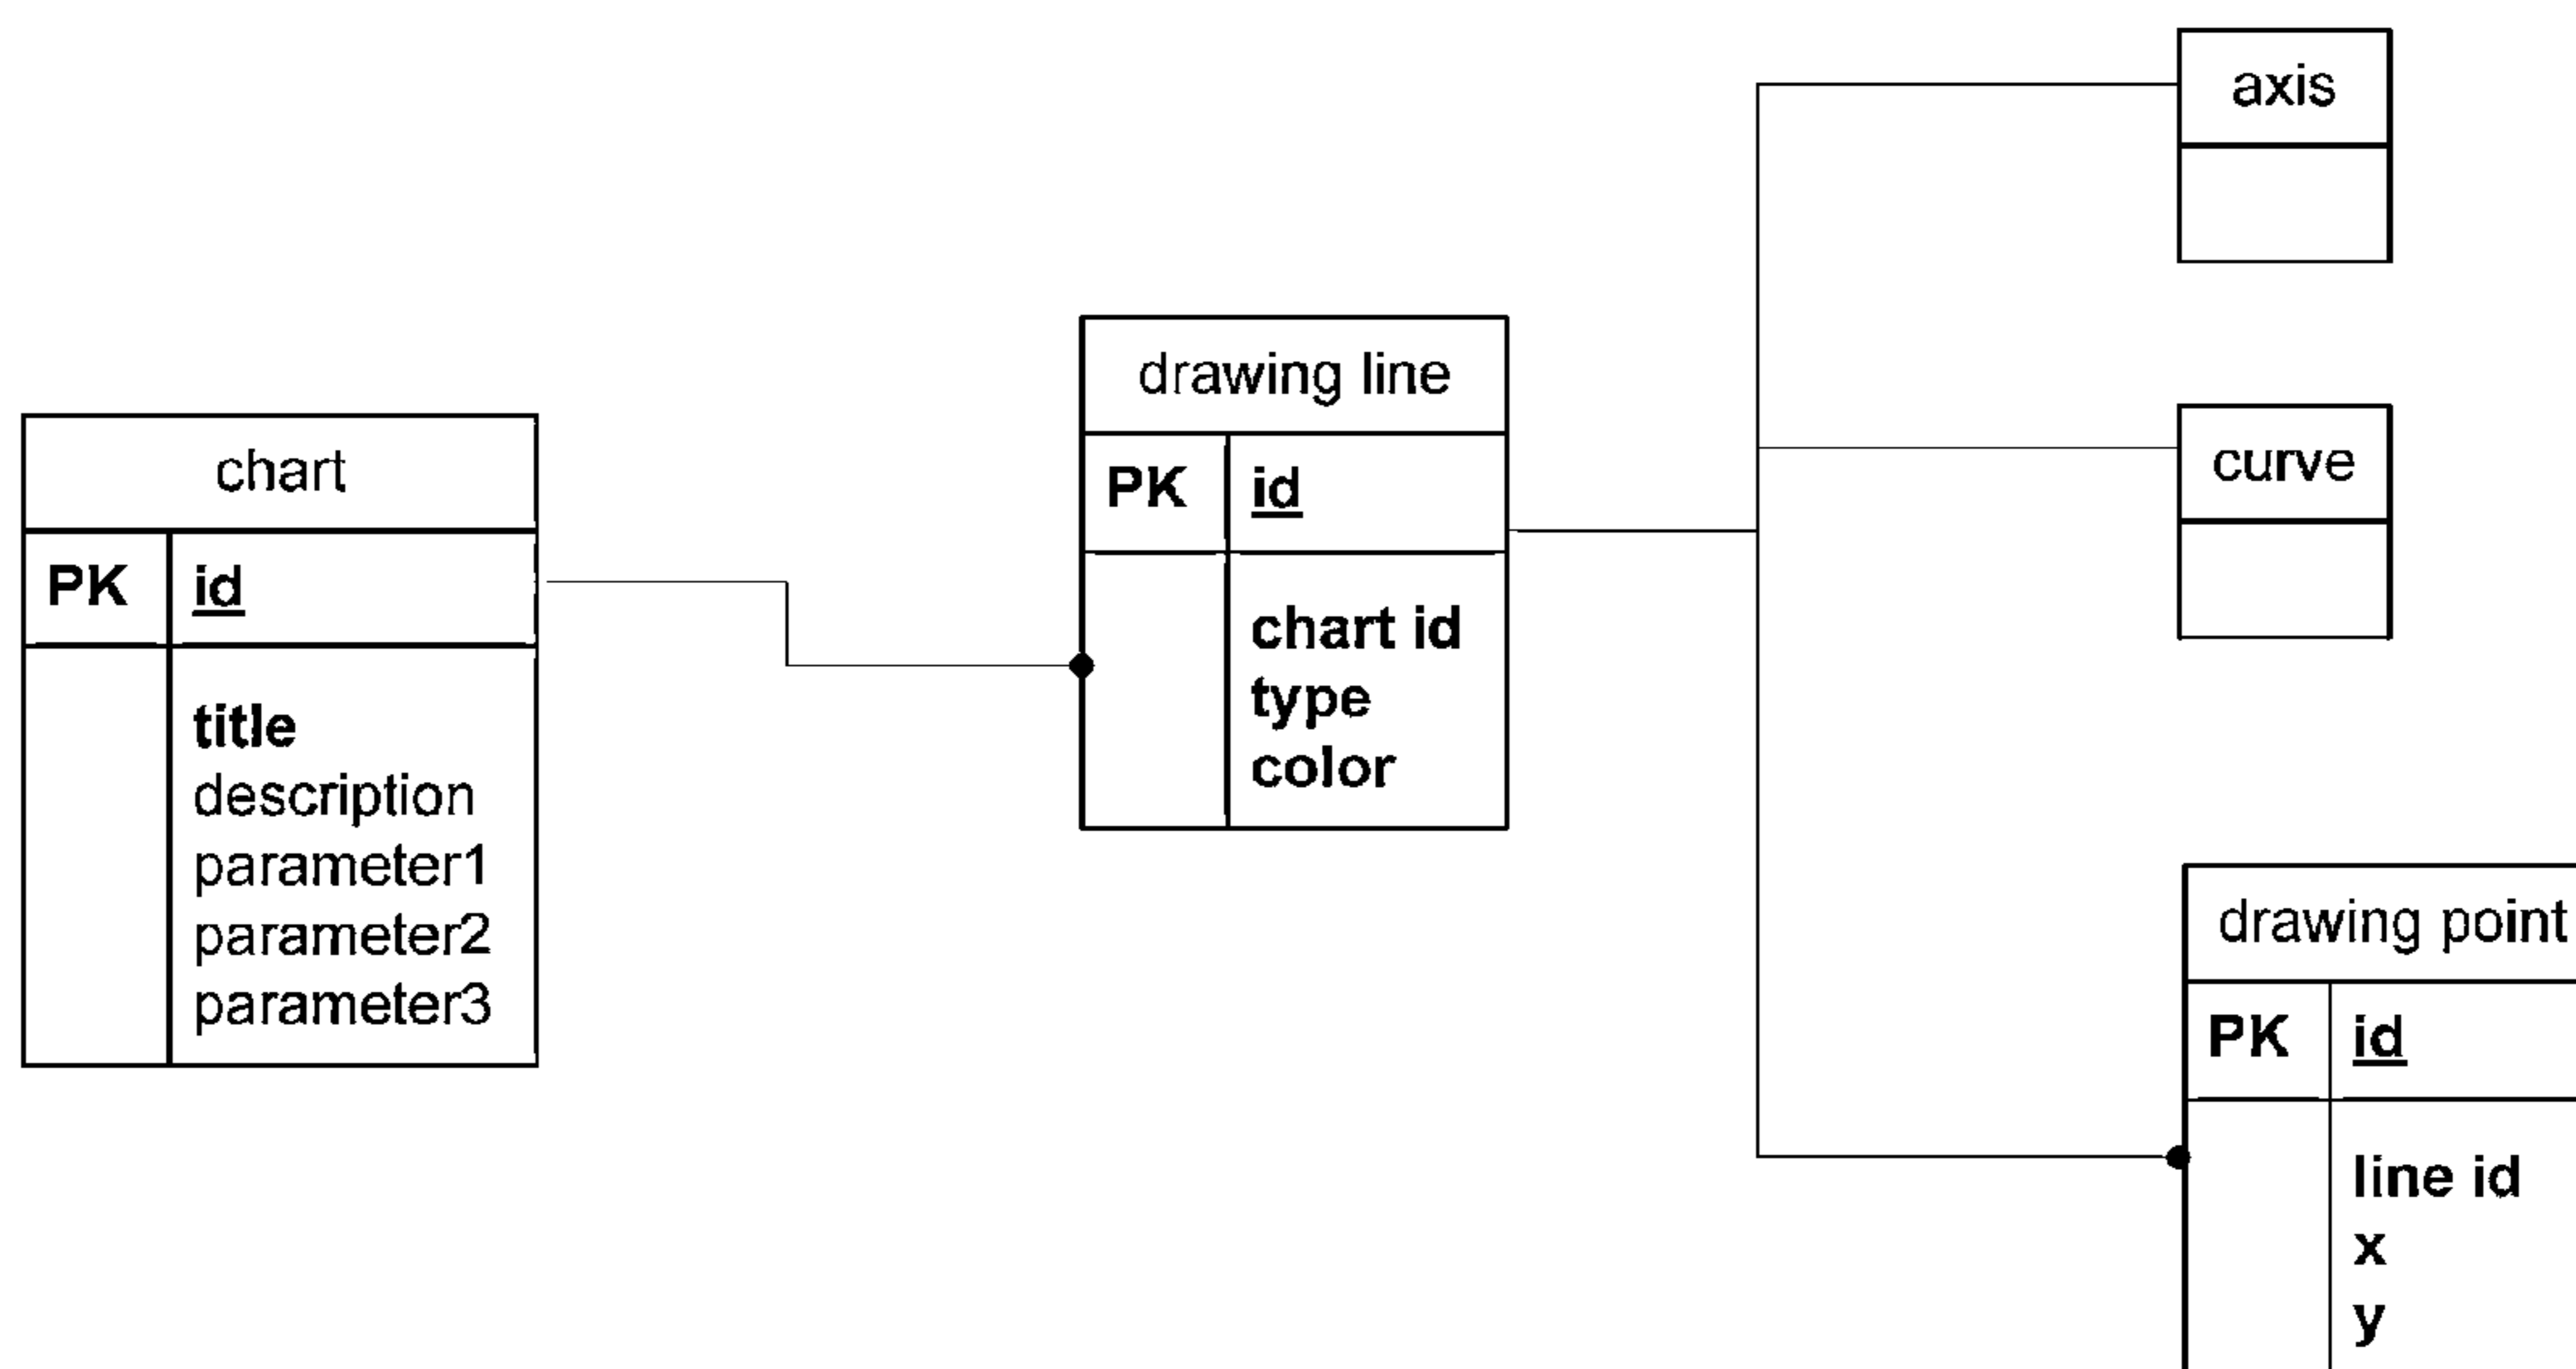 chart
PK id
title
description
parameter1
parameter2
parameter3
drawing line
PK id
chart id
type
color
axis
curve
drawing point
PK id
line id
x
y